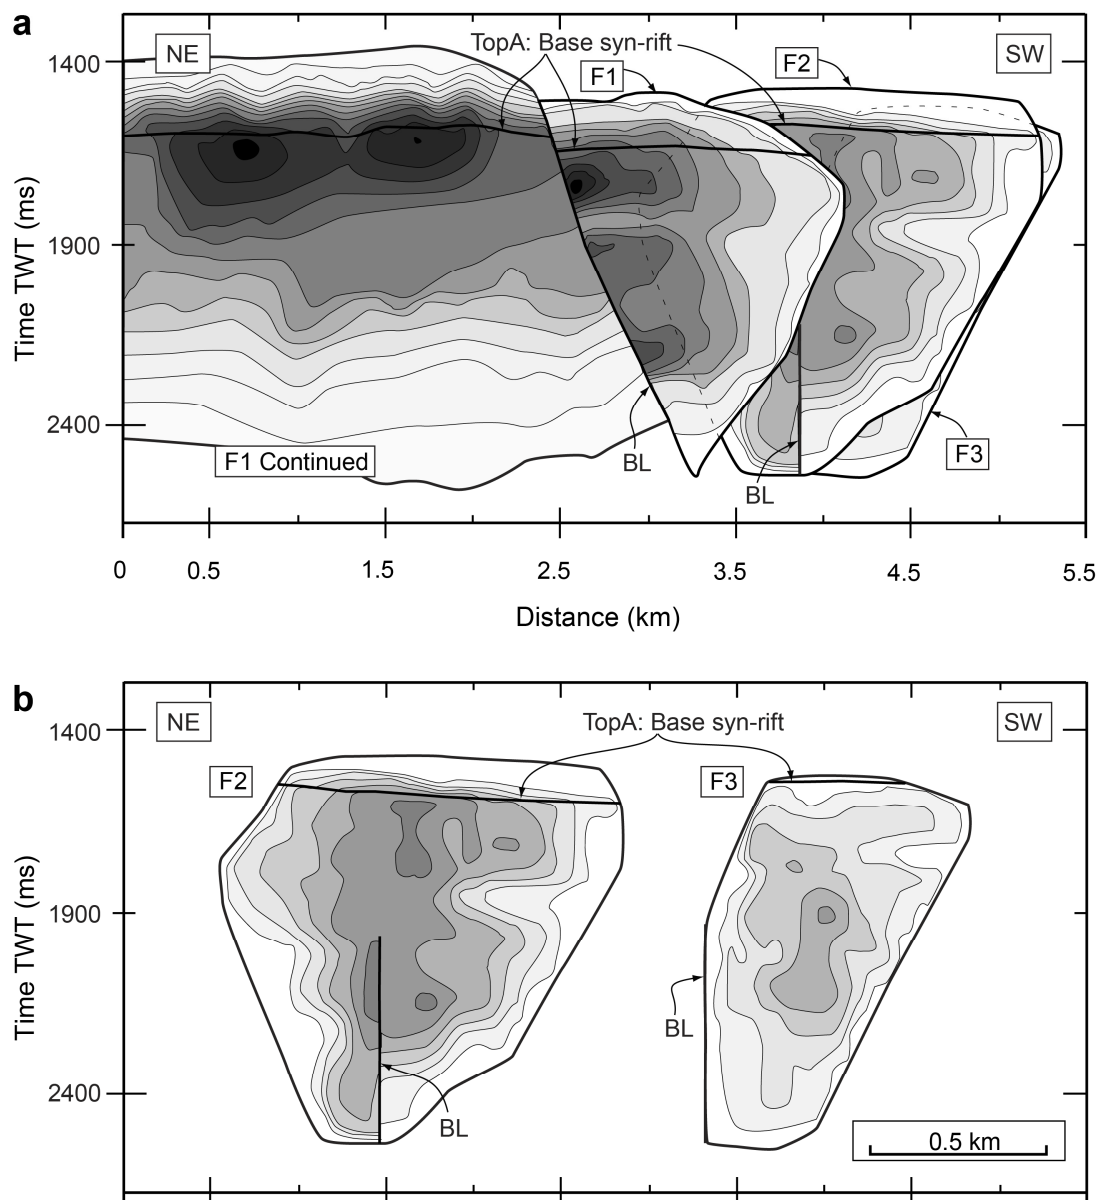 a
TopA: Base syn-rift
NE
F1
F2
SW
1400
1900
2400
Time TWT (ms)
F1 Continued
BL
BL
F3
0 0.5 1.5 2.5 3.5 4.5 5.5
Distance (km)
b
NE
TopA: Base syn-rift
SW
1400
F2
F3
1900
Time TWT (ms)
BL
2400
BL
0.5 km